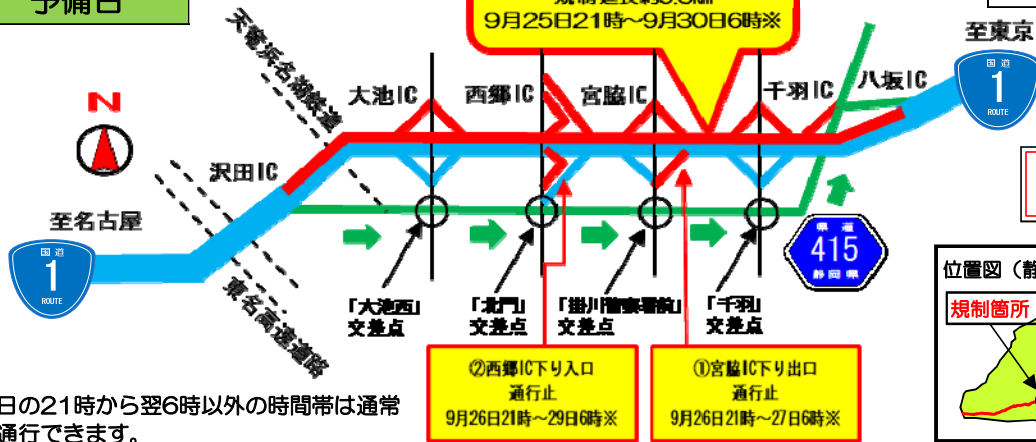 予備日
9月25日21時～9月30日6時※
至東京
国道
1
ROUTE
天竜浜名湖鉄道
大池IC
西郷IC
宮脇IC
千羽IC
八坂IC
N
沢田IC
至名古屋
国道
1
ROUTE
県道
415
静岡県
東名高速道路
「大池西」
交差点
「北門」
交差点
「掛川警察署前」
交差点
「千羽」
交差点
②西郷IC下り入口
通行止
9月26日21時～29日6時※
①宮脇IC下り出口
通行止
9月26日21時～27日6時※
位置図（静
規制箇所
日の21時から翌6時以外の時間帯は通常
通行できます。